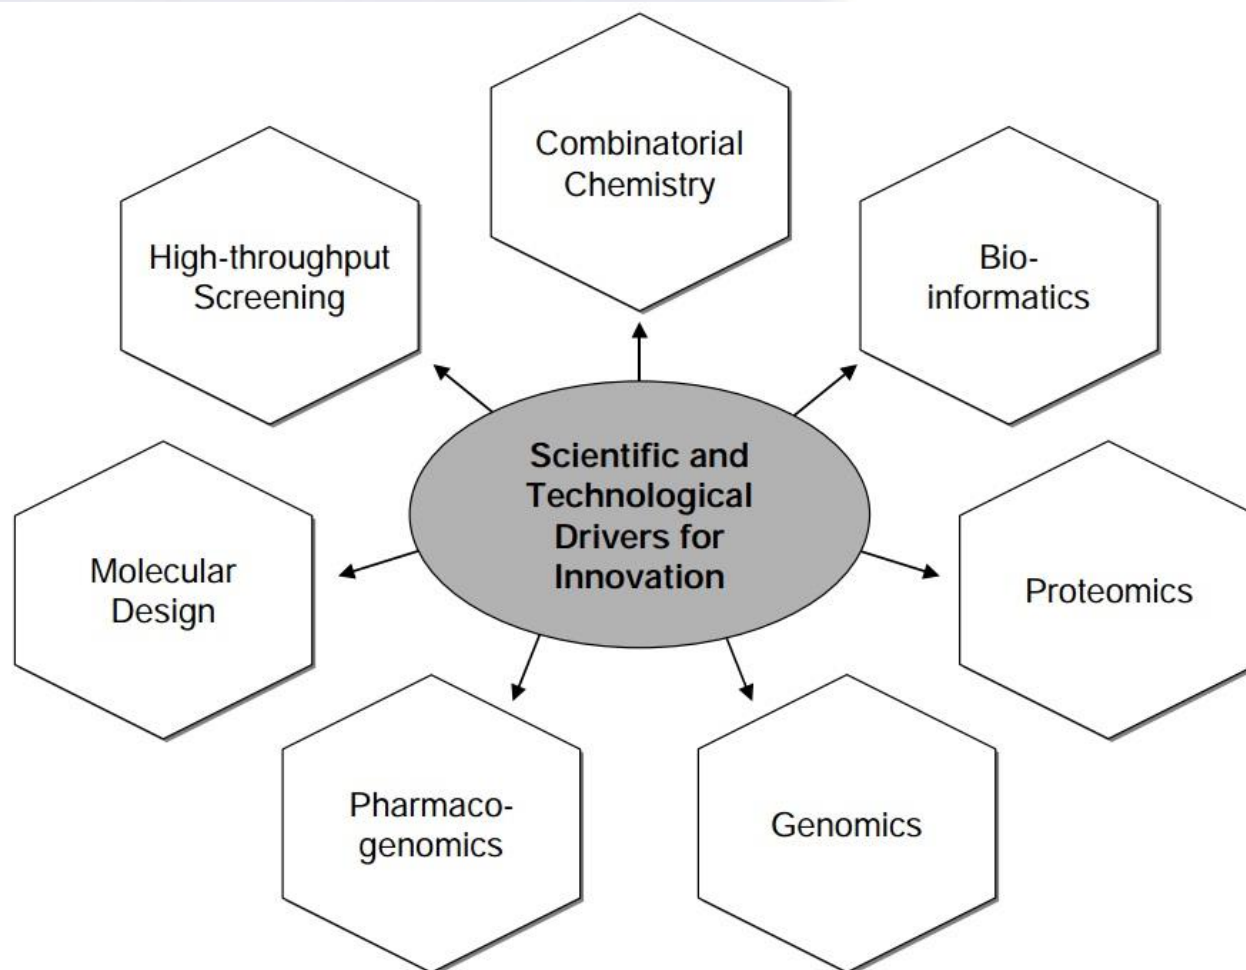 Combinatorial
Chemistry
High-throughput
Screening
Bio-
informatics
Scientific and
Technological
Drivers for
Innovation
Molecular
Design
Proteomics
Pharmaco-
genomics
Genomics